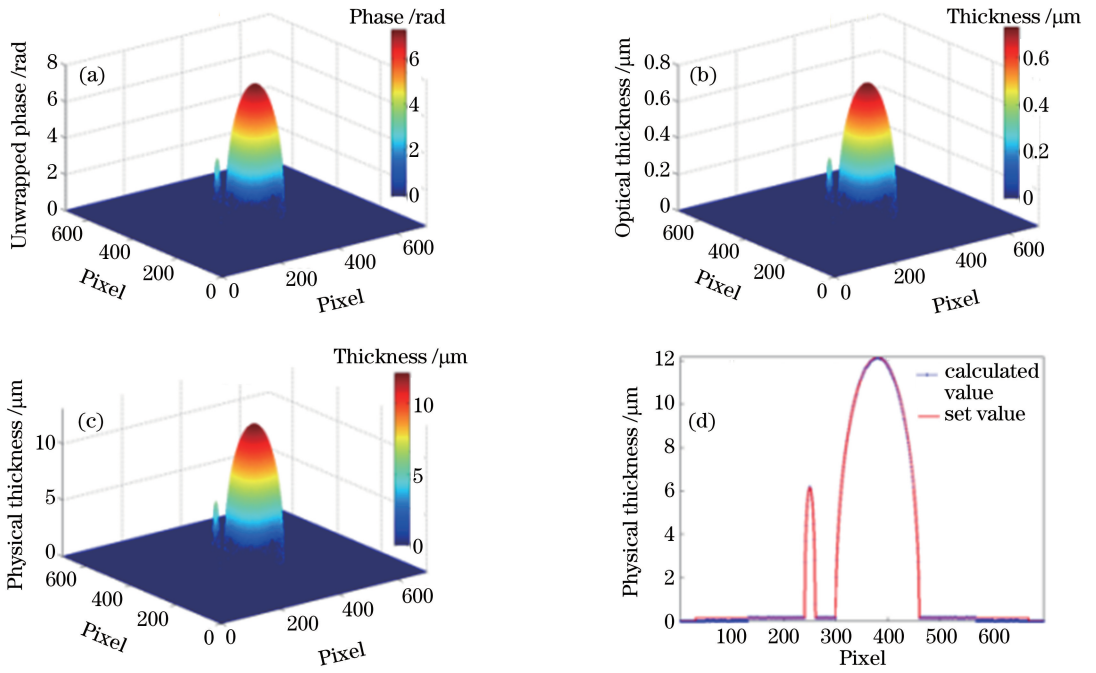 Phase /rad
6
4
2
0
Unwrapped phase /rad
8
6
4
2
0
(a)
600
400
200
0
Pixel
0
200
400
600
Pixel
Thickness /μm
0.6
0.4
0.2
0
Optical thickness /μm
0.8
0.6
0.4
0.2
0
(b)
600
400
200
0
Pixel
0
200
400
600
Pixel
Thickness /μm
10
5
0
Physical thickness /μm
10
5
0
(c)
600
400
200
0
Pixel
0
200
400
600
Pixel
Physical thickness /μm
12
10
8
6
4
2
0
(d)
calculated
value
set value
100 200 300 400 500 600
Pixel